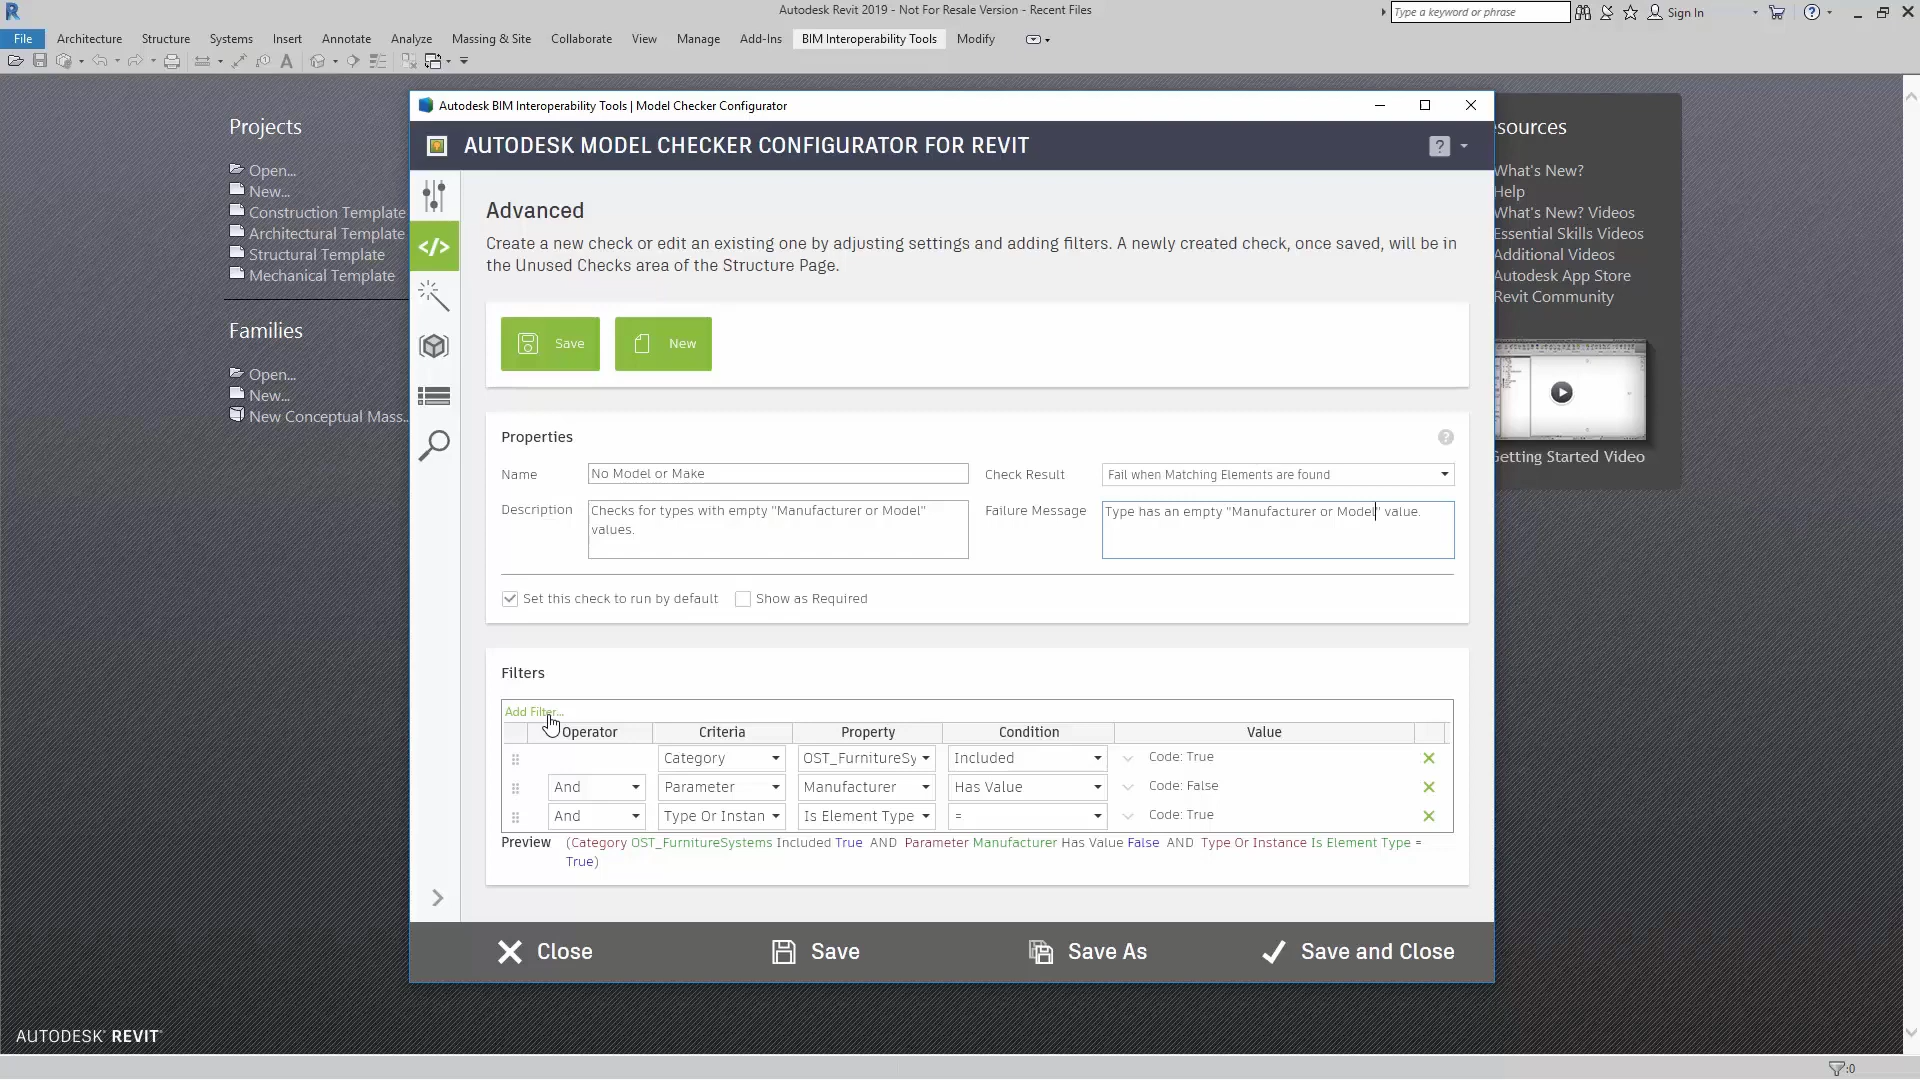 Autodesk Revit 2019 - Not For Resale Version - Recent Files
Type a keyword or phrase
Sign In
File Architecture Structure Systems Insert Annotate Analyze Massing & Site Collaborate View Manage Add-Ins BIM Interoperability Tools Modify
Projects
Open...
New...
Construction Template
Architectural Template
Structural Template
Mechanical Template
Families
Open...
New...
New Conceptual Mass...
Autodesk BIM Interoperability Tools | Model Checker Configurator
AUTODESK MODEL CHECKER CONFIGURATOR FOR REVIT
Advanced
Create a new check or edit an existing one by adjusting settings and adding filters. A newly created check, once saved, will be in
the Unused Checks area of the Structure Page.
Save New
Properties
Name No Model or Make Check Result Fail when Matching Elements are found
Description Checks for types with empty "Manufacturer or Model"
values.
Failure Message Type has an empty "Manufacturer or Model" value.
Set this check to run by default Show as Required
Filters
Add Filter...
Operator Criteria Property Condition Value
Category OST_FurnitureSy Included Code: True
And Parameter Manufacturer Has Value Code: False
And Type Or Instan Is Element Type = Code: True
Preview (Category OST_FurnitureSystems Included True AND Parameter Manufacturer Has Value False AND Type Or Instance Is Element Type =
True)
Close Save Save As Save and Close
sources
What's New?
Help
What's New? Videos
Essential Skills Videos
Additional Videos
Autodesk App Store
Revit Community
Getting Started Video
AUTODESK® REVIT®
:0